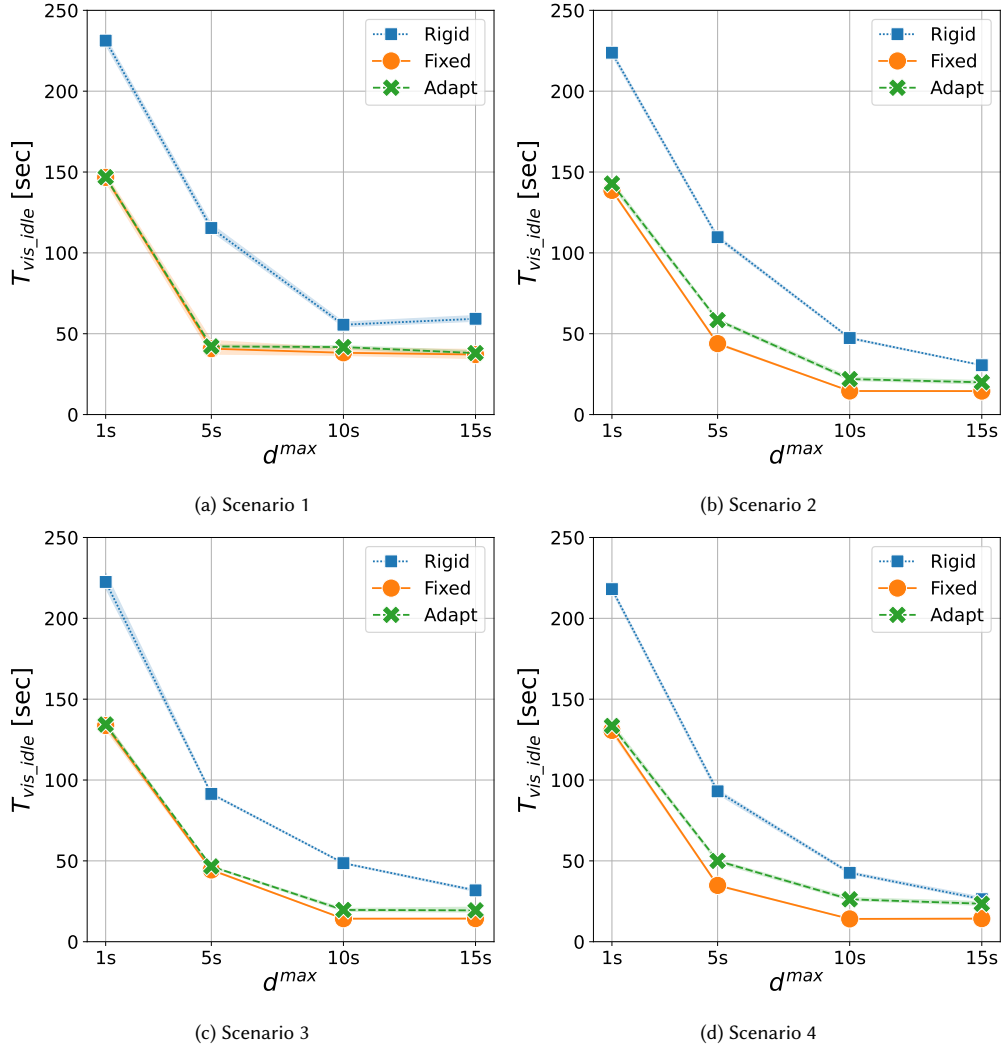 250
200
150
100
50
0
T_vis_idle [sec]
Rigid
Fixed
Adapt
1s 5s 10s 15s
d^max
(a) Scenario 1
250
200
150
100
50
0
T_vis_idle [sec]
Rigid
Fixed
Adapt
1s 5s 10s 15s
d^max
(b) Scenario 2
250
200
150
100
50
0
T_vis_idle [sec]
Rigid
Fixed
Adapt
1s 5s 10s 15s
d^max
(c) Scenario 3
250
200
150
100
50
0
T_vis_idle [sec]
Rigid
Fixed
Adapt
1s 5s 10s 15s
d^max
(d) Scenario 4